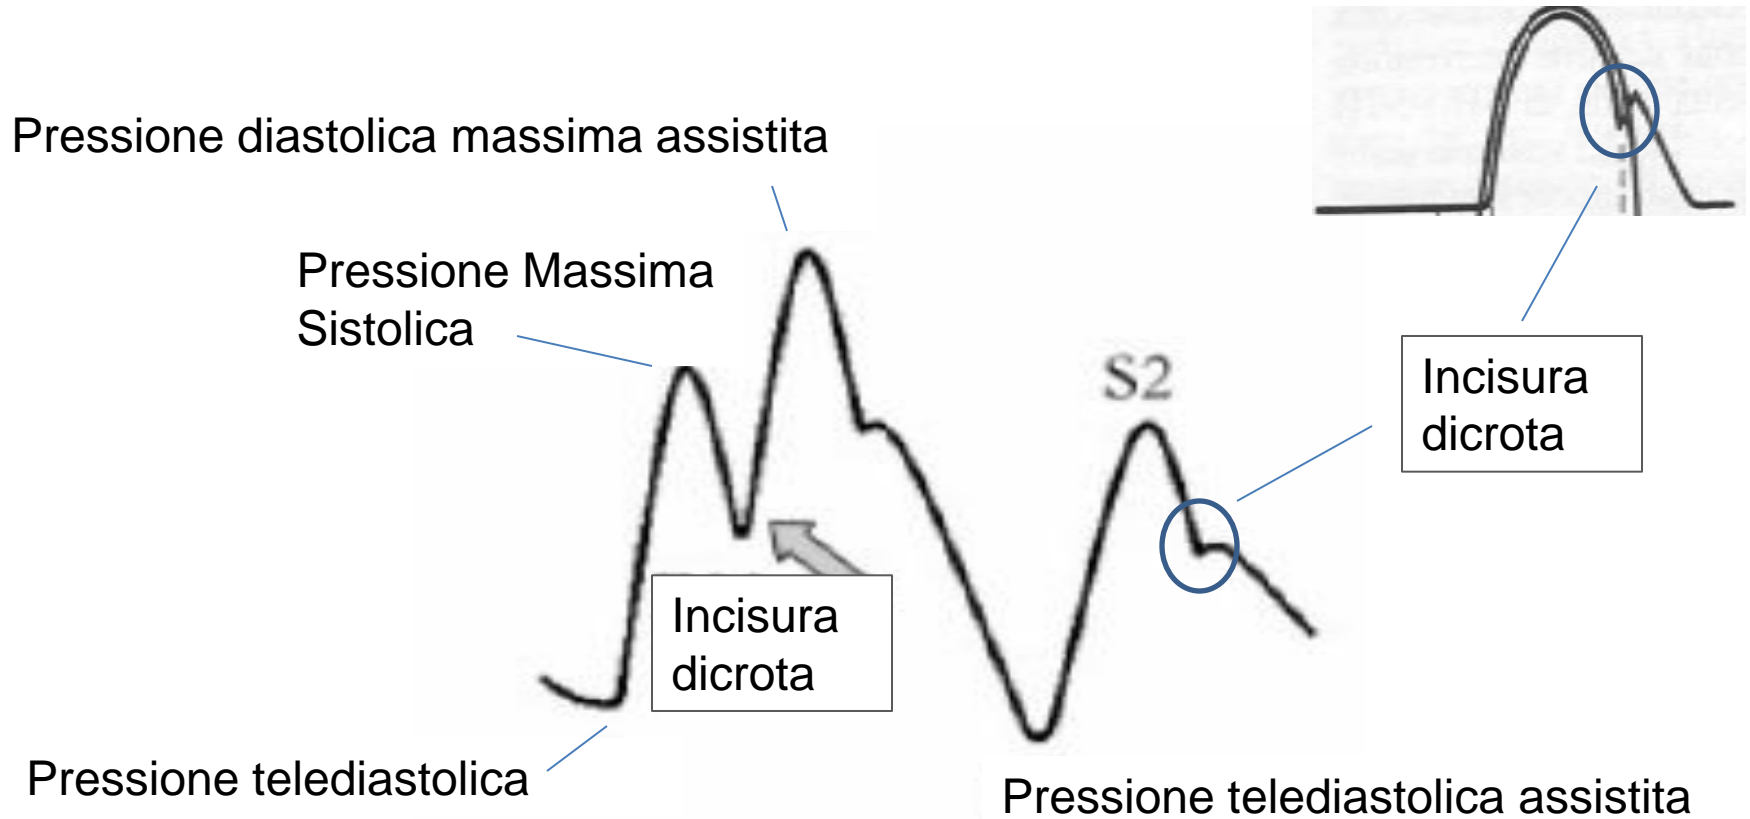 Pressione diastolica massima assistita
Pressione Massima
Sistolica
S2
Incisura
dicrota
Incisura
dicrota
Pressione telediastolica
Pressione telediastolica assistita